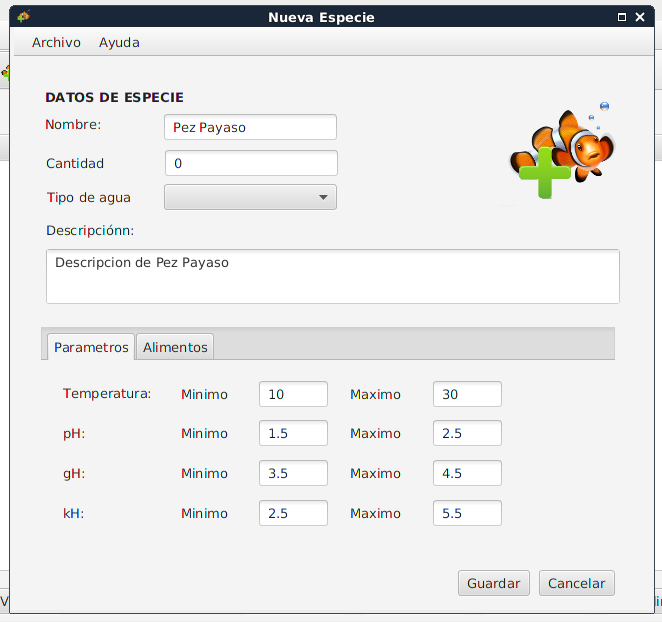 Nueva Especie
Archivo Ayuda
DATOS DE ESPECIE
Nombre: Pez Payaso
Cantidad 0
Tipo de agua
Descripciónn:
Descripcion de Pez Payaso
Parametros Alimentos
Temperatura: Minimo 10 Maximo 30
pH: Minimo 1.5 Maximo 2.5
gH: Minimo 3.5 Maximo 4.5
kH: Minimo 2.5 Maximo 5.5
Guardar Cancelar